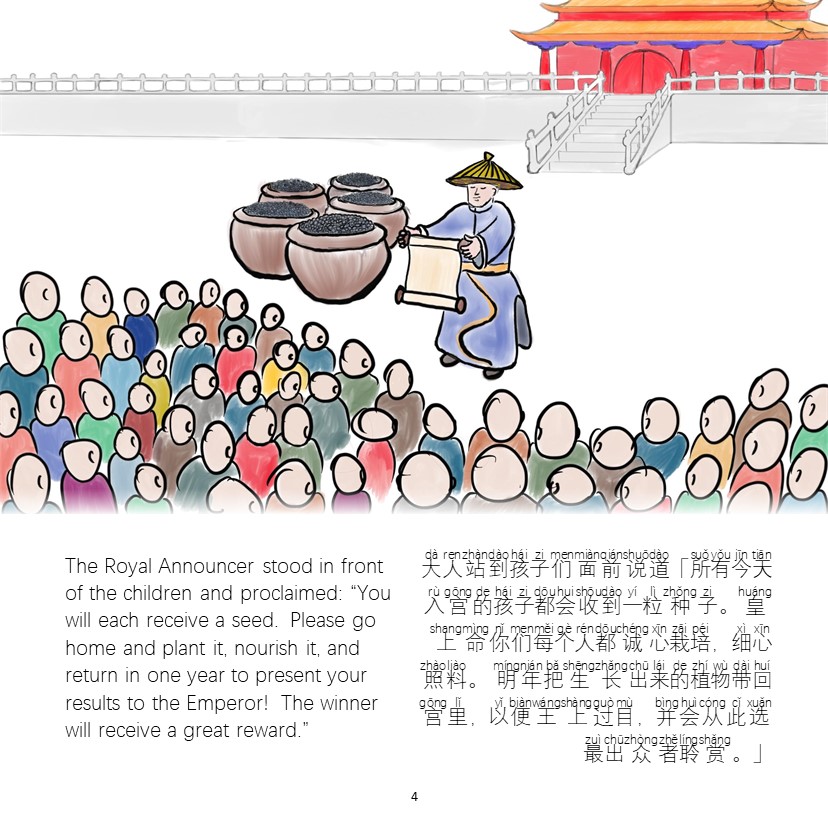 The Royal Announcer stood in front
of the children and proclaimed: “You
will each receive a seed. Please go
home and plant it, nourish it, and
return in one year to present your
results to the Emperor! The winner
will receive a great reward.”
dà rén zhàn dào hái zi men miàn qián shuō dào suǒ yǒu jīn tiān
大人站到孩子们面前说道「所有今天
rù gōng de hái zi dōu huì shōu dào yí lì zhǒng zi huáng
入宫的孩子都会收到一粒种子。皇
shang mìng nǐ men měi gè rén dōu chéng xīn zāi péi xì xīn
上命你们每个人都诚心栽培，细心
zhào liào míng nián bǎ shēng zhǎng chū lái de zhí wù dài huí
照料。明年把生长出来的植物带回
gōng lǐ yǐ biàn wáng shàng guò mù bìng huì cóng cǐ xuǎn
宫里，以便王上过目，并会从此选
zuì chū zhòng zhě líng shǎng
最出众者聆赏。」
4